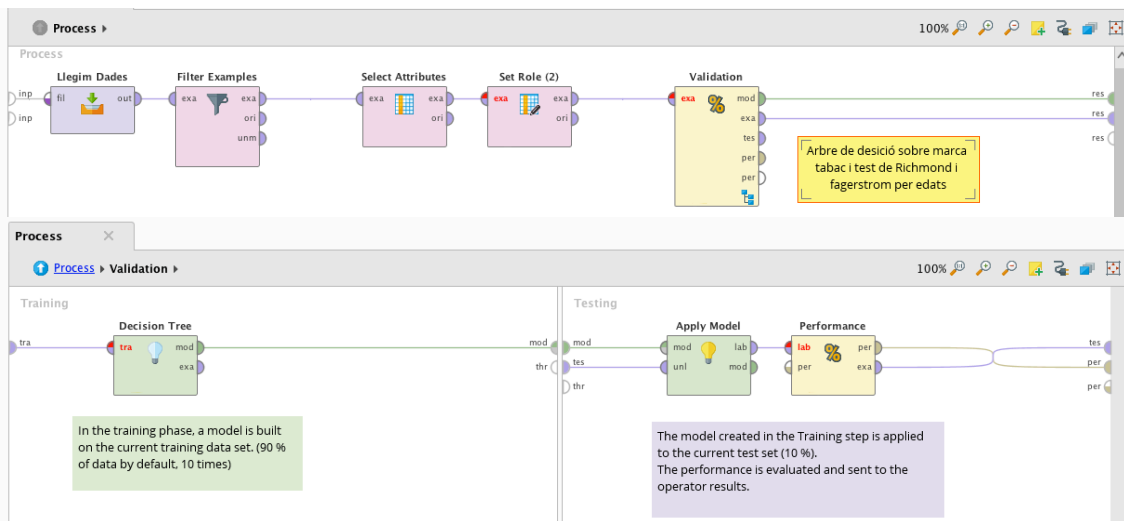 Process
100%
Process
Llegim Dades
Filter Examples
Select Attributes
Set Role (2)
Validation
inp
inp
fil
out
exa
exa
ori
unm
exa
exa
ori
exa
exa
ori
exa
mod
exa
tes
per
per
res
res
res
Arbre de desició sobre marca
tabac i test de Richmond i
fagerstrom per edats
Process
Process
Validation
100%
Training
Testing
Decision Tree
Apply Model
Performance
tra
tra
mod
exa
mod
thr
mod
tes
thr
mod
unl
lab
mod
lab
per
per
exa
tes
per
per
In the training phase, a model is built
on the current training data set. (90 %
of data by default, 10 times)
The model created in the Training step is applied
to the current test set (10 %).
The performance is evaluated and sent to the
operator results.